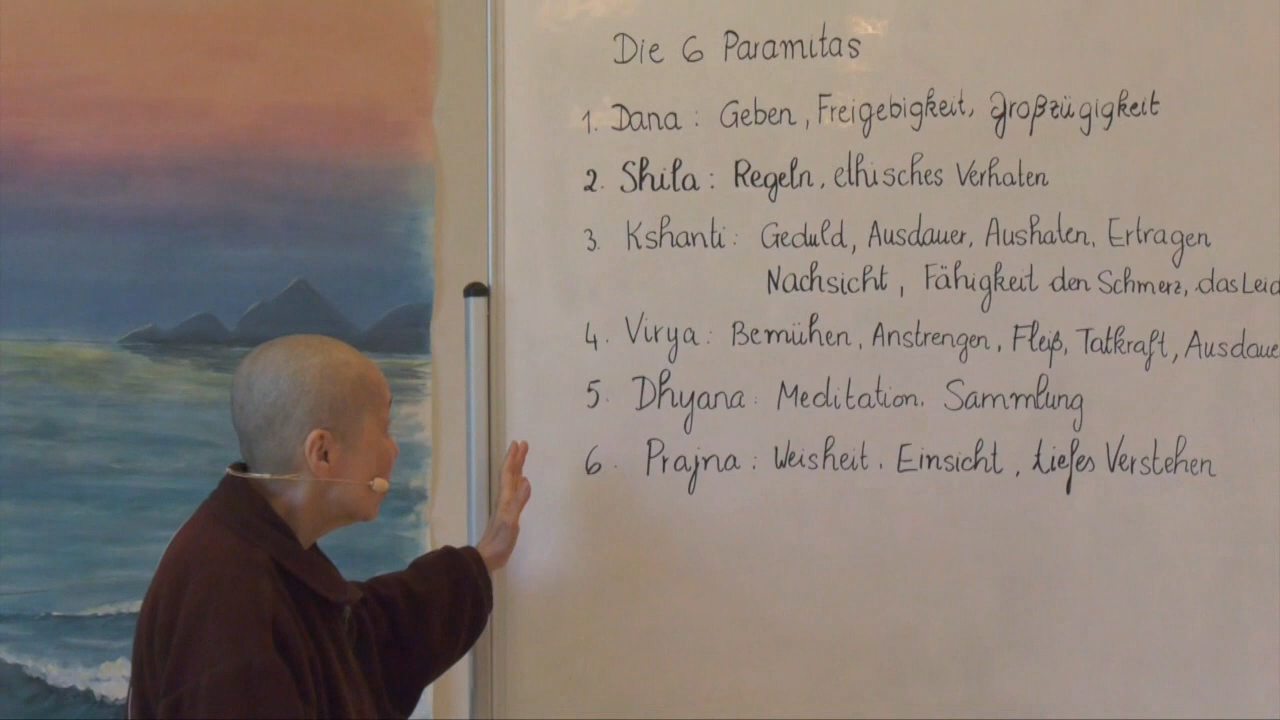 Die 6 Paramitas
1. Dana : Geben, Freigebigkeit, Großzügigkeit
2. Shila : Regeln, ethisches Verhalten
3. Kshanti : Geduld, Ausdauer, Aushalten, Ertragen
Nachsicht, Fähigkeit den Schmerz, das Leid
4. Virya : Bemühen, Anstrengen, Fleiß, Tatkraft, Ausdaue
5. Dhyana : Meditation. Sammlung
6. Prajna : Weisheit. Einsicht, tiefes Verstehen